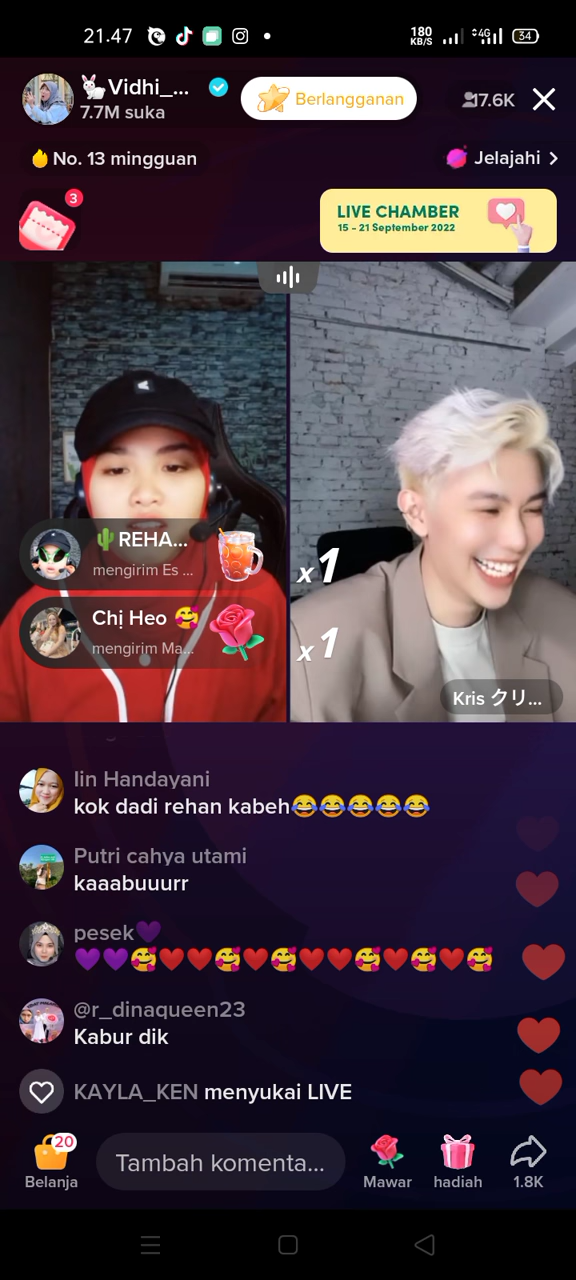 21.47
180
KB/S
4G
34
Vidhi_...
Berlangganan
17.6K
7.7M suka
No. 13 mingguan
Jelajahi
3
LIVE CHAMBER
15 - 21 September 2022
🌵REHA...
mengirim Es ...
x1
Chị Heo 🥰
mengirim Ma...
x1
Kris クリ...
Iin Handayani
kok dadi rehan kabeh😂😂😂😂😂
Putri cahya utami
kaaabuuurr
pesek💜
💜💜🥰❤️❤️🥰❤️🥰❤️❤️🥰❤️🥰❤️🥰
@r_dinaqueen23
Kabur dik
KAYLA_KEN menyukai LIVE
20
Belanja
Tambah komenta...
Mawar
hadiah
1.8K